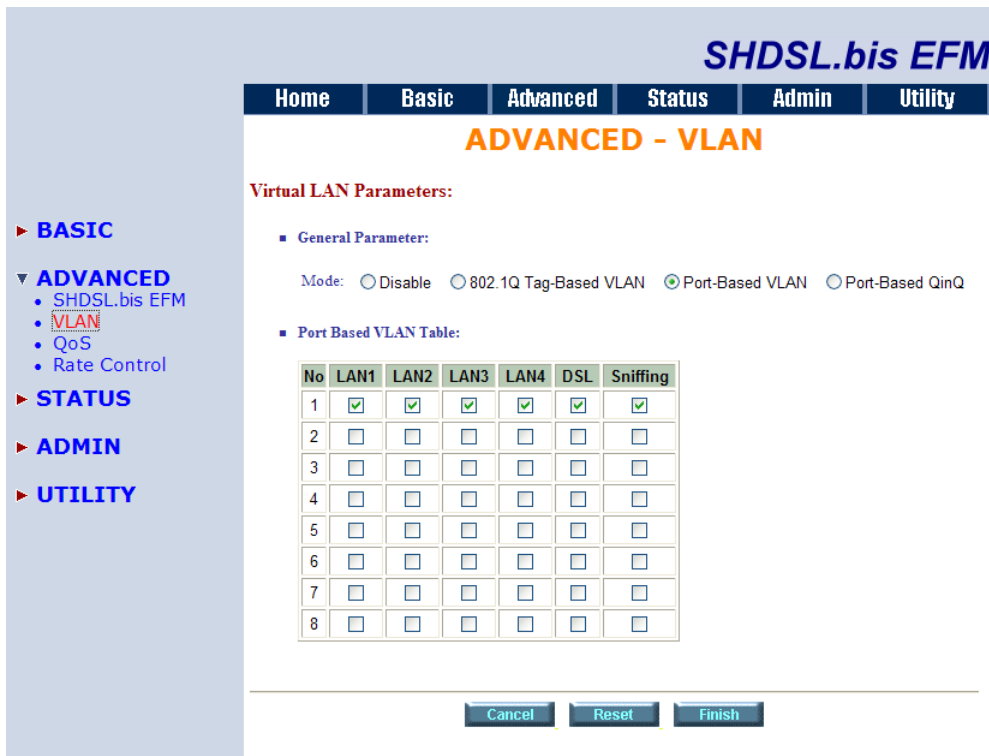 SHDSL.bis EFM
Home Basic Advanced Status Admin Utility
ADVANCED - VLAN
Virtual LAN Parameters:
General Parameter:
Mode: Disable 802.1Q Tag-Based VLAN Port-Based VLAN Port-Based QinQ
Port Based VLAN Table:
No LAN1 LAN2 LAN3 LAN4 DSL Sniffing
1
2
3
4
5
6
7
8
Cancel Reset Finish
BASIC
ADVANCED
SHDSL.bis EFM
VLAN
QoS
Rate Control
STATUS
ADMIN
UTILITY